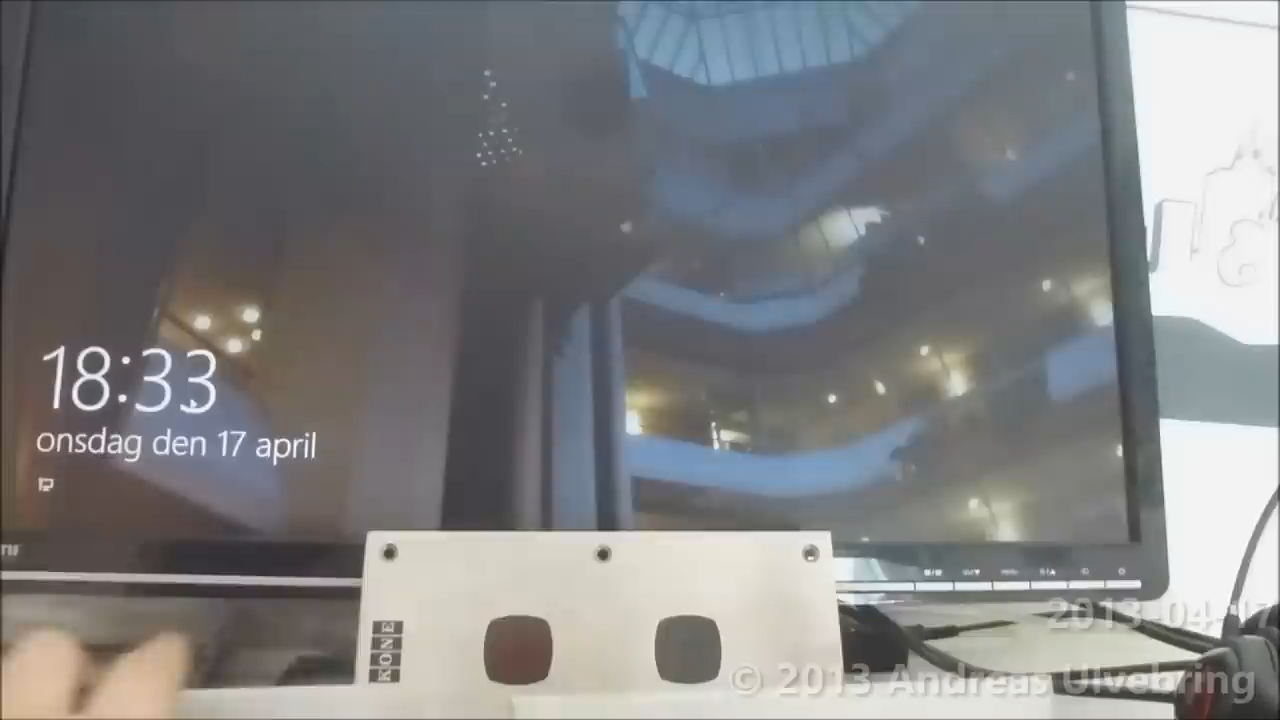 18:33
onsdag den 17 april
KONE
2013-04-17
© 2013 Andreas Ulvebring